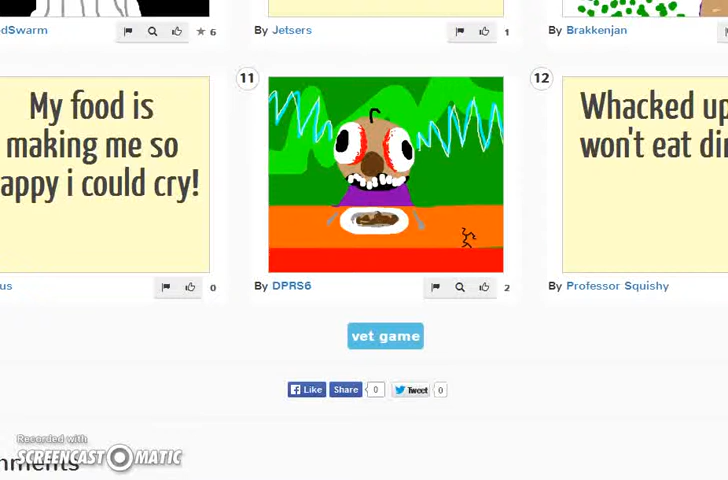 dSwarm
6
By Jetsers
1
By Brakkenjan
11
12
My food is
making me so
appy i could cry!
Whacked up
won't eat di
us
0
By DPRS6
2
By Professor Squishy
vet game
Like Share 0 Tweet 0
Recorded with
SCREENCAST-O-MATIC
mments